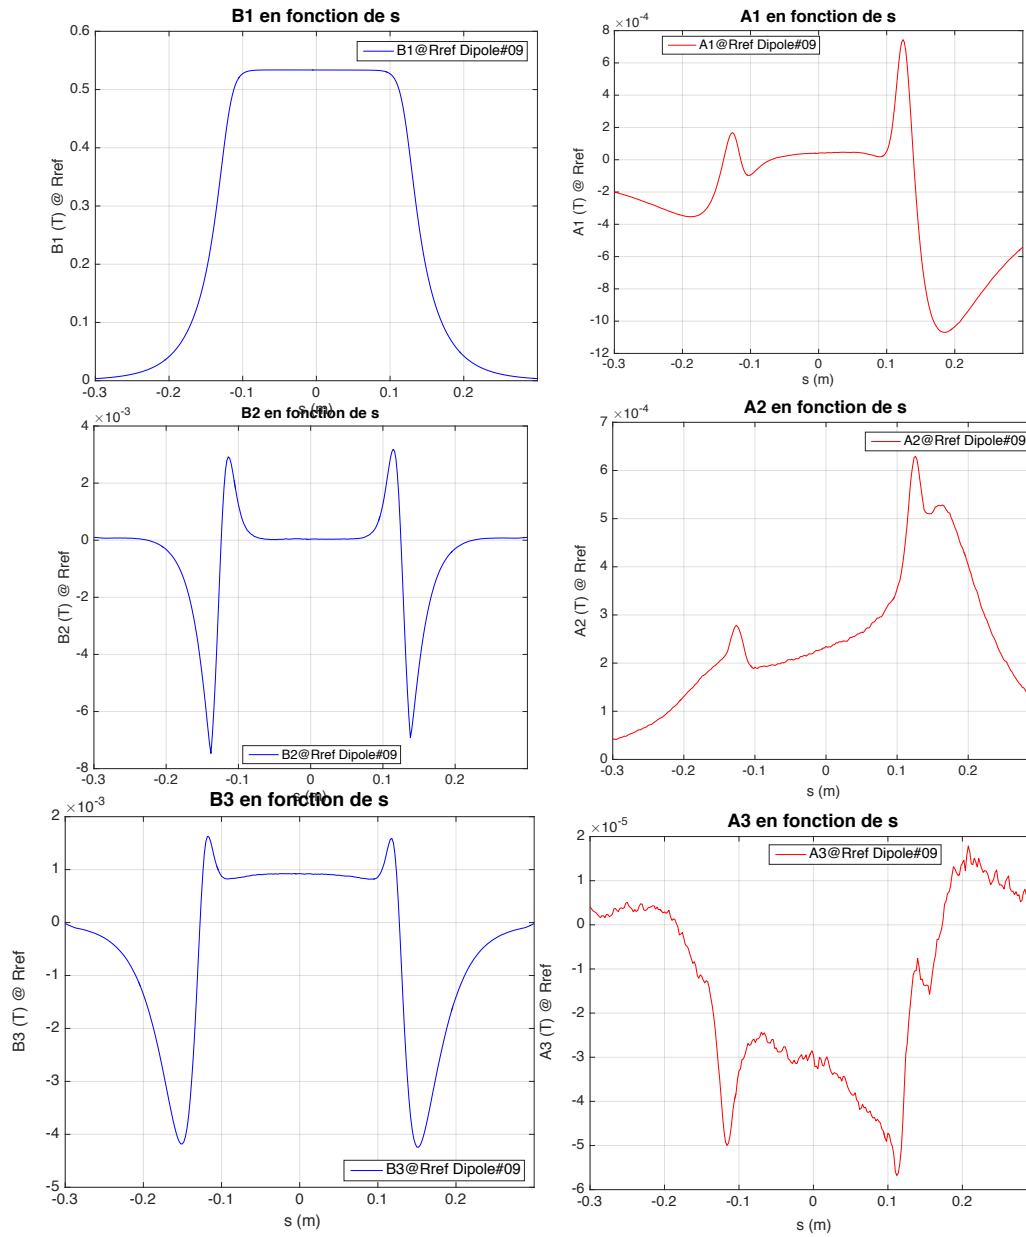 B1 en fonction de s
B1@Rref Dipole#09
0.6
0.5
0.4
0.3
0.2
0.1
0
B1 (T) @ Rref
-0.3 -0.2 -0.1 0 0.1 0.2
s (m)
A1 en fonction de s
×10-4
A1@Rref Dipole#09
8
6
4
2
0
-2
-4
-6
-8
-10
-12
A1 (T) @ Rref
-0.3 -0.2 -0.1 0 0.1 0.2
s (m)
B2 en fonction de s
×10-3
4
2
0
-2
-4
-6
-8
B2 (T) @ Rref
B2@Rref Dipole#09
-0.3 -0.2 -0.1 0 0.1 0.2
s (m)
A2 en fonction de s
×10-4
A2@Rref Dipole#09
7
6
5
4
3
2
1
0
A2 (T) @ Rref
-0.3 -0.2 -0.1 0 0.1 0.2
s (m)
B3 en fonction de s
×10-3
2
1
0
-1
-2
-3
-4
-5
B3 (T) @ Rref
B3@Rref Dipole#09
-0.3 -0.2 -0.1 0 0.1 0.2
s (m)
A3 en fonction de s
×10-5
A3@Rref Dipole#09
2
1
0
-1
-2
-3
-4
-5
-6
A3 (T) @ Rref
-0.3 -0.2 -0.1 0 0.1 0.2
s (m)